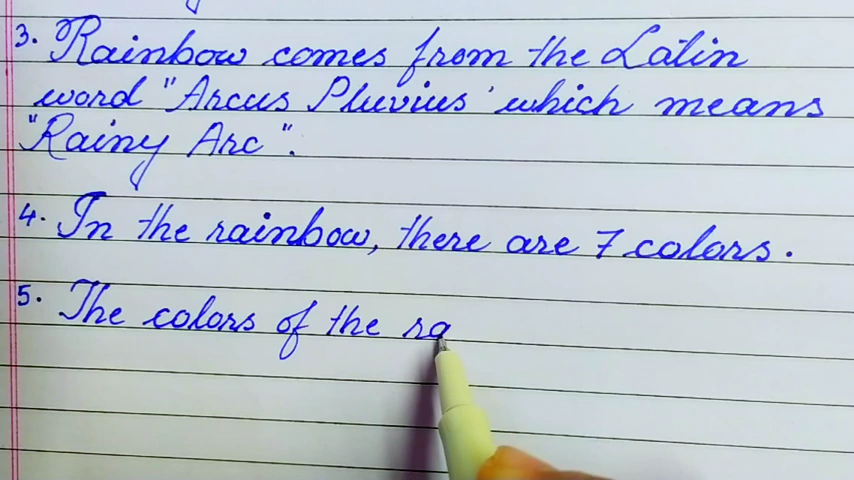 3. Rainbow comes from the Latin
word "Arcus Pluvius' which means
"Rainy Arc".
4. In the rainbow, there are 7 colors.
5. The colors of the ra